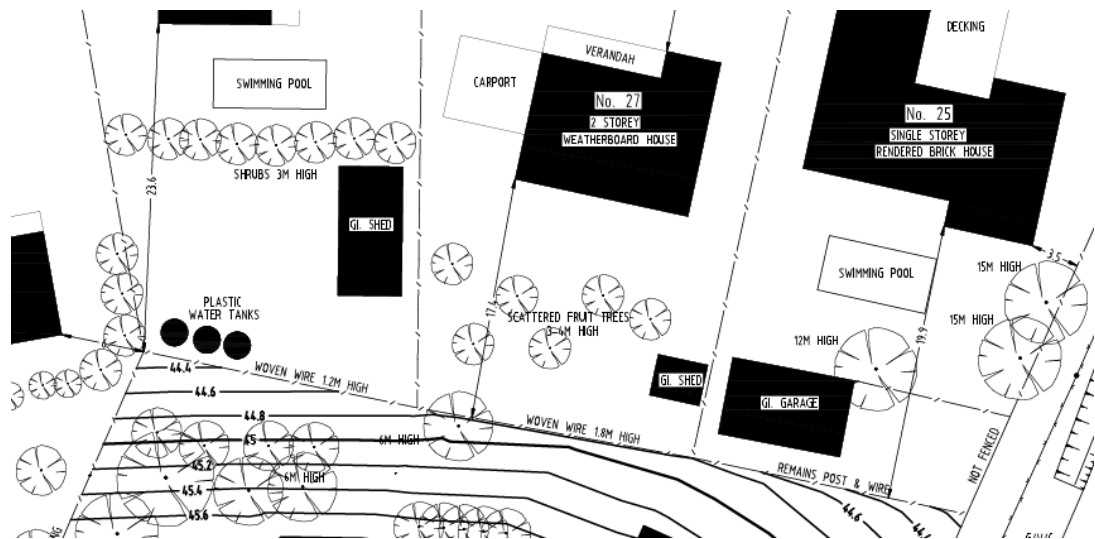 DECKING
VERANDAH
SWIMMING POOL
CARPORT
No. 27
2 STOREY
WEATHERBOARD HOUSE
No. 25
SINGLE STOREY
RENDERED BRICK HOUSE
SHRUBS 3M HIGH
23.6
GI. SHED
3.5
15M HIGH
SWIMMING POOL
PLASTIC
WATER TANKS
SCATTERED FRUIT TREES
3-4M HIGH
15M HIGH
19.9
12M HIGH
44.4
WOVEN WIRE 1.2M HIGH
GI. SHED
44.6
GI. GARAGE
44.8
WOVEN WIRE 1.8M HIGH
45
6M HIGH
NOT FENCED
45.2
6M HIGH
REMAINS POST & WIRE
45.4
44.6
45.6